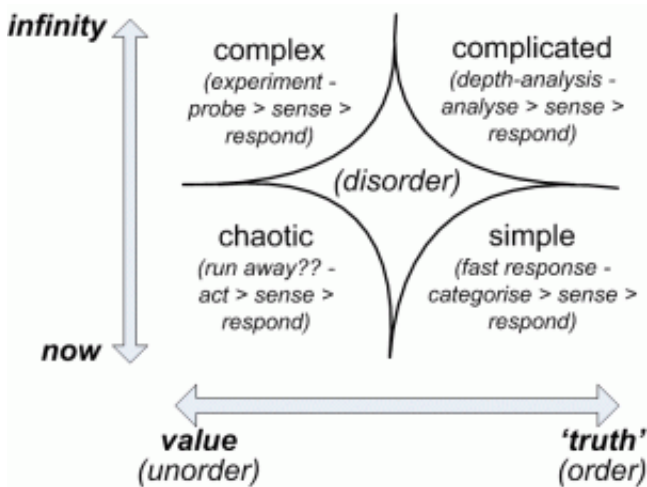 infinity
complex
(experiment -
probe > sense >
respond)
complicated
(depth-analysis -
analyse > sense >
respond)
(disorder)
chaotic
(run away?? -
act > sense >
respond)
simple
(fast response -
categorise > sense >
respond)
now
value
(unorder)
‘truth’
(order)